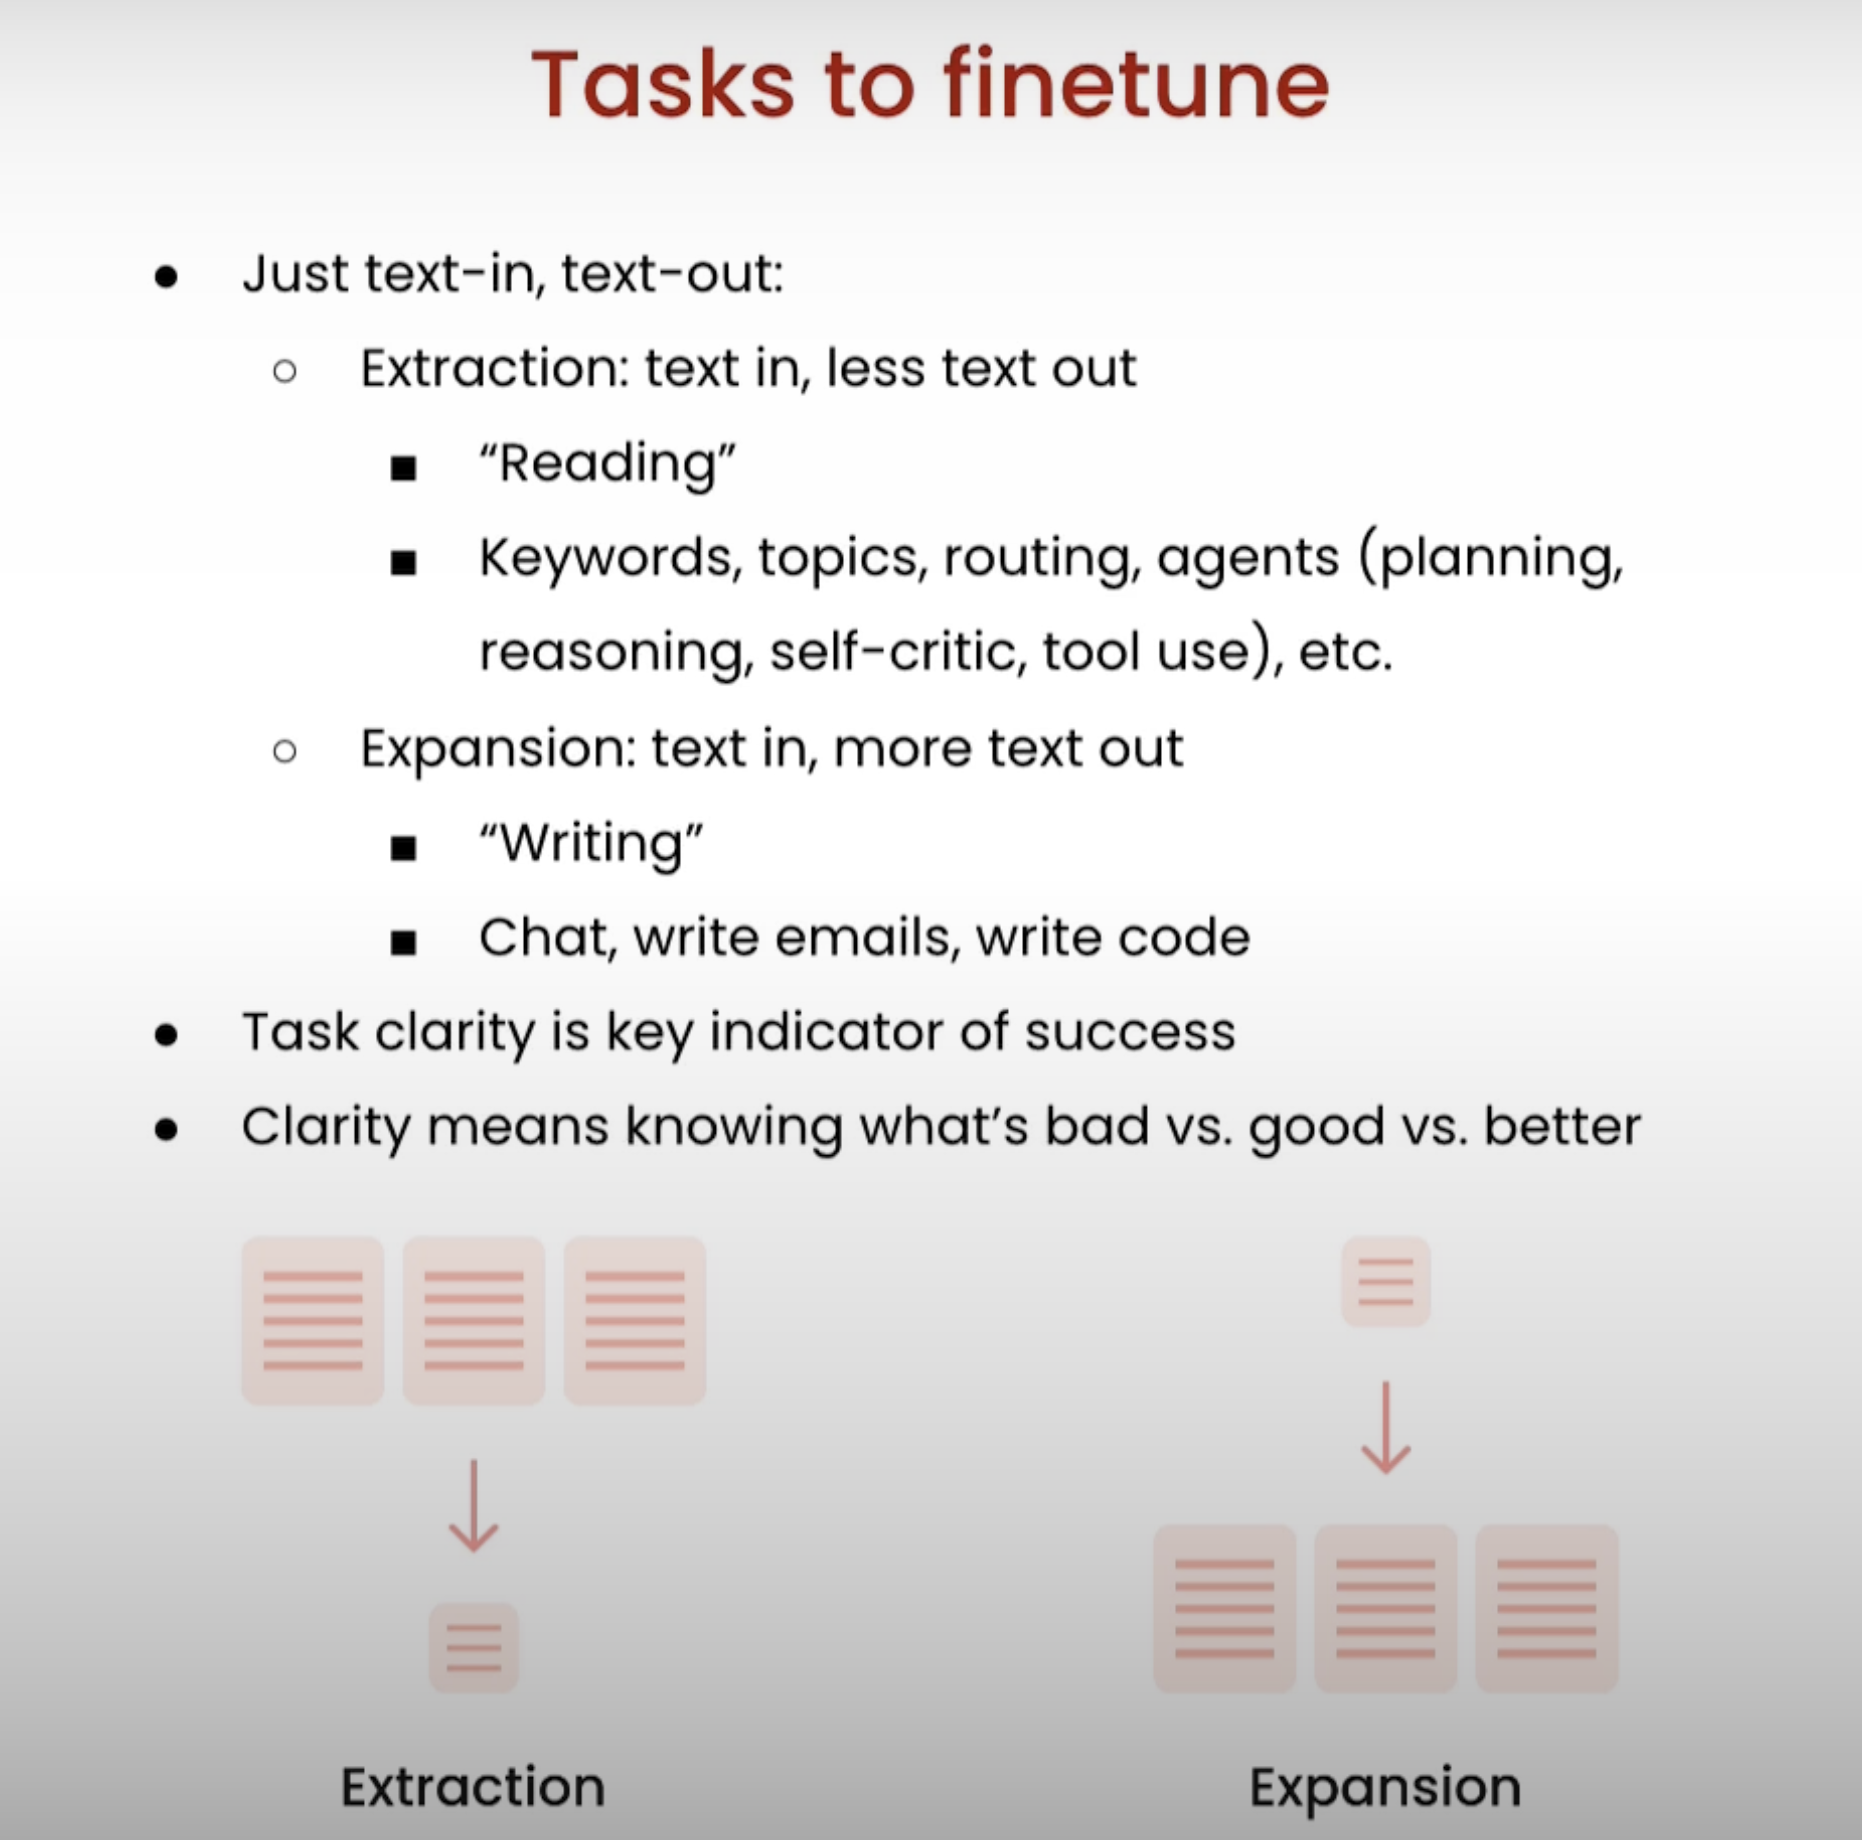 Tasks to finetune
● Just text-in, text-out:
○ Extraction: text in, less text out
■ “Reading”
■ Keywords, topics, routing, agents (planning,
reasoning, self-critic, tool use), etc.
○ Expansion: text in, more text out
■ “Writing”
■ Chat, write emails, write code
● Task clarity is key indicator of success
● Clarity means knowing what’s bad vs. good vs. better
Extraction
Expansion